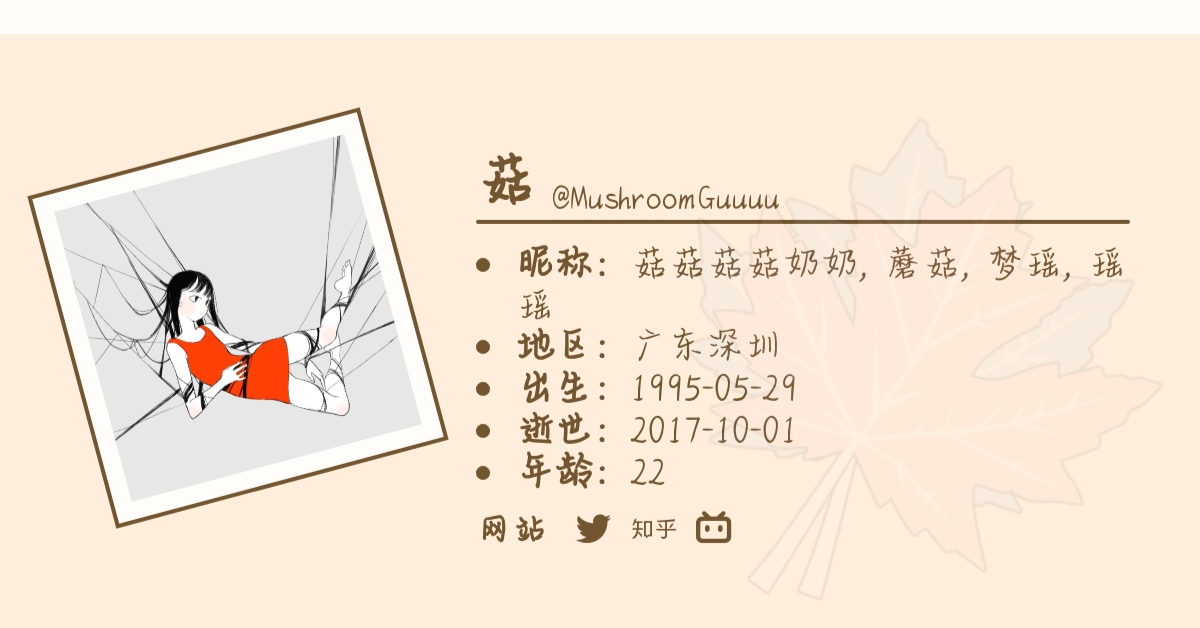 菇 @MushroomGuuuu
昵称：菇菇菇菇奶奶, 蘑菇, 梦瑶, 瑶
瑶
地区：广东深圳
出生：1995-05-29
逝世：2017-10-01
年龄：22
网站 知乎